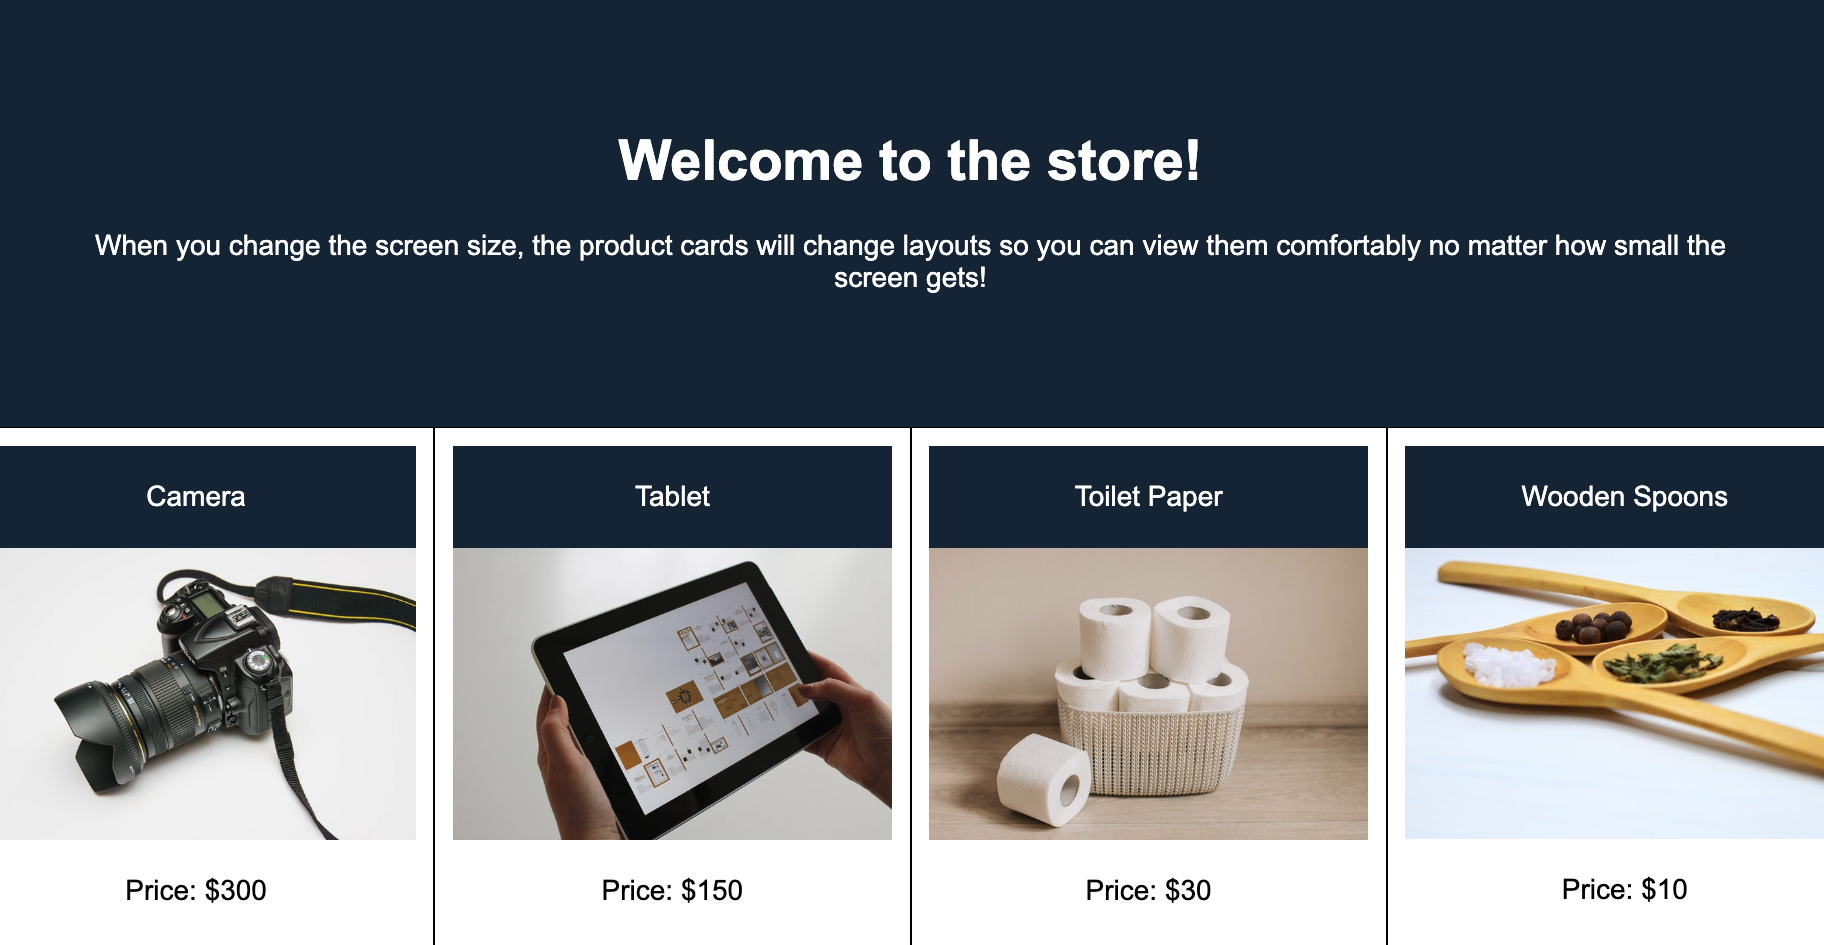 Welcome to the store!
When you change the screen size, the product cards will change layouts so you can view them comfortably no matter how small the
screen gets!
Camera
Tablet
Toilet Paper
Wooden Spoons
Price: $300
Price: $150
Price: $30
Price: $10